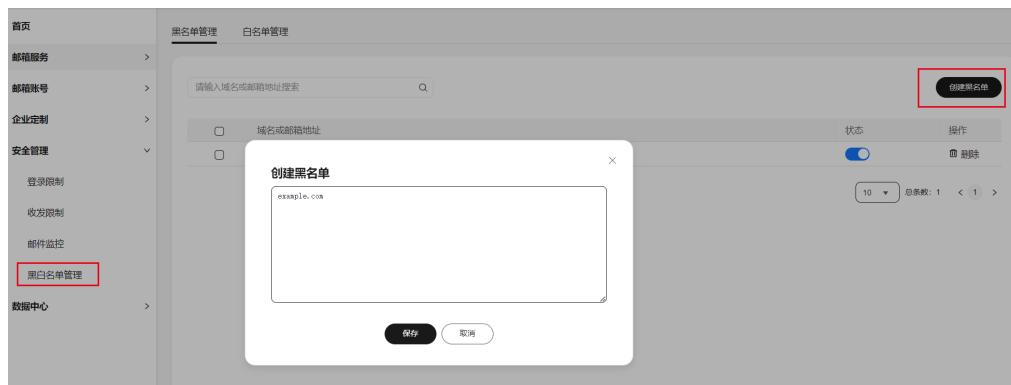 首页
邮箱服务
邮箱账号
企业定制
安全管理
登录限制
收发限制
邮件监控
黑白名单管理
数据中心
黑名单管理 白名单管理
请输入域名或邮箱地址搜索
创建黑名单
域名或邮箱地址 状态 操作
删除
10 总条数: 1 < 1 >
创建黑名单
example.com
保存 取消